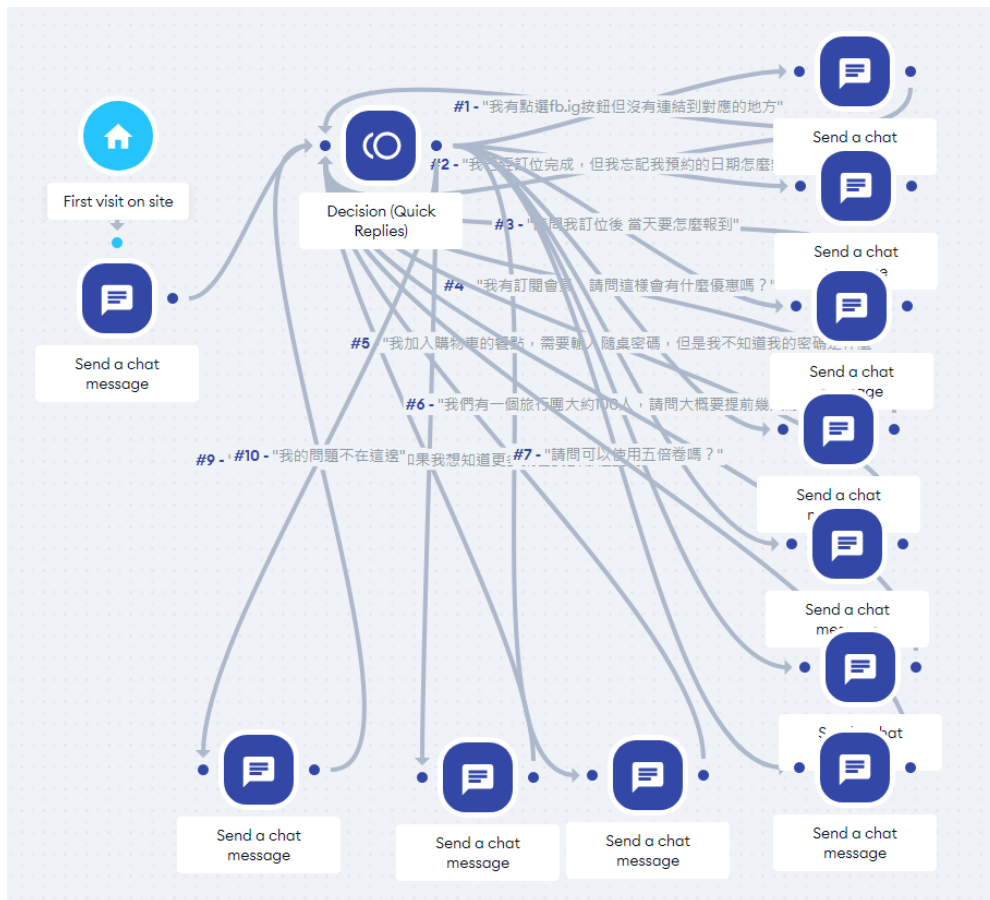 First visit on site
Send a chat
message
Decision (Quick
Replies)
#1 - "我有點選fb.ig按鈕但沒有連結到對應的地方"
#2 - "我已經訂位完成，但我忘記我預約的日期怎麼
#3 - "請問我訂位後 當天要怎麼報到"
#4 - "我有訂閱會員，請問這樣會有什麼優惠嗎？"
#5 - "我加入購物車的餐點，需要輸入隨桌密碼，但是我不知道我的密碼是什麼
#6 - "我們有一個旅行團大約100人，請問大概要提前幾
#9 - "
#10 - "我的問題不在這邊"
如果我想知道更多
#7 - "請問可以使用五倍卷嗎？"
Send a chat
Send a chat
Send a chat
Send a chat
Send a chat
Send a chat
Send a chat
message
Send a chat
message
Send a chat
message
Send a chat
message